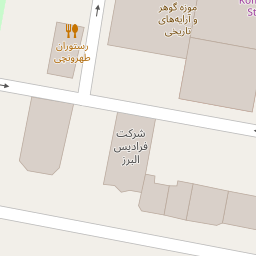 موزه گوهر
و آرایه‌های
تاریخی
رستوران
طهرونچی
شرکت
فرادیس
البرز